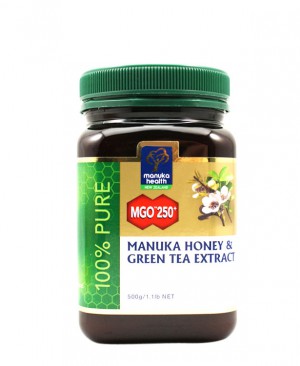 manuka
health
NEW ZEALAND
MGO™250+
100% PURE
MANUKA HONEY &
GREEN TEA EXTRACT
500g/1.1lb NET